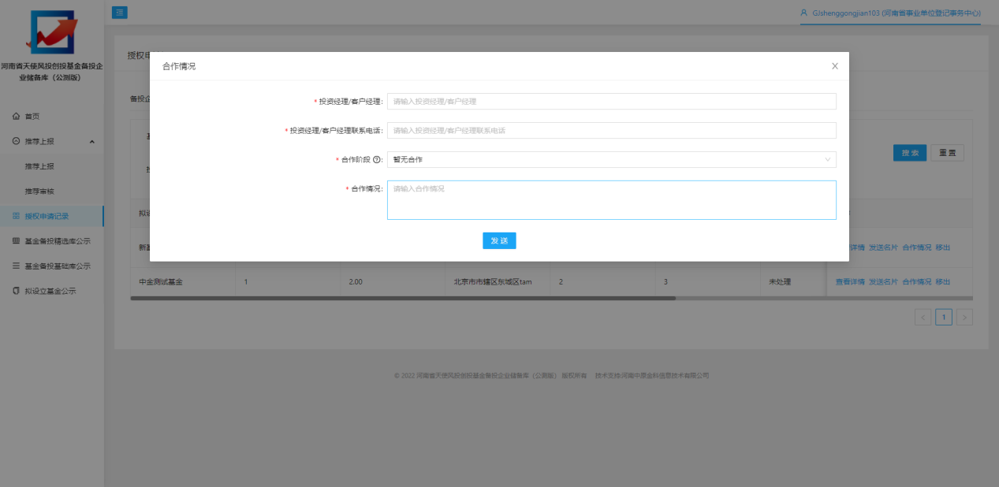 GJshenggongjian103 (河南省事业单位登记事务中心)
河南省天使风投创投基金备投企
业储备库（公测版）
首页
推荐上报
推荐上报
推荐审核
授权申请记录
基金备投精选库公示
基金备投基础库公示
拟设立基金公示
授权申
备投企
合作情况
* 投资经理/客户经理:
请输入投资经理/客户经理
* 投资经理/客户经理联系电话:
请输入投资经理/客户经理联系电话
* 合作阶段 ?:
暂无合作
* 合作情况:
请输入合作情况
发 送
搜 索
重 置
拟设
新基
详情 发送名片 合作情况 移出
中金测试基金 1 2.00 北京市市辖区东城区tam 2 3 未处理 查看详情 发送名片 合作情况 移出
< 1 >
© 2022 河南省天使风投创投基金备投企业储备库（公测版） 版权所有 技术支持:河南中原金科信息技术有限公司